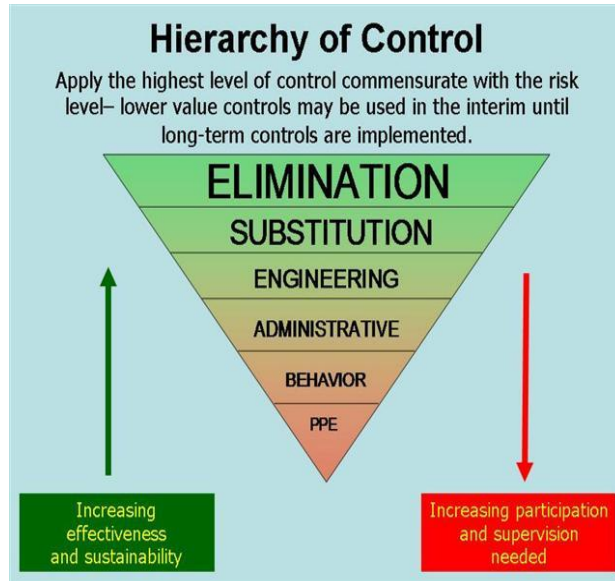 Hierarchy of Control
Apply the highest level of control commensurate with the risk
level– lower value controls may be used in the interim until
long-term controls are implemented.
ELIMINATION
SUBSTITUTION
ENGINEERING
ADMINISTRATIVE
BEHAVIOR
PPE
Increasing
effectiveness
and sustainability
Increasing participation
and supervision
needed